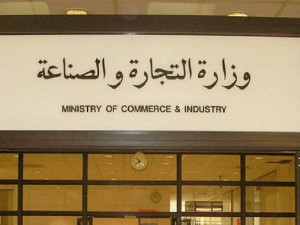 وزارة التجارة و الصناعة
MINISTRY OF COMMERCE & INDUSTRY